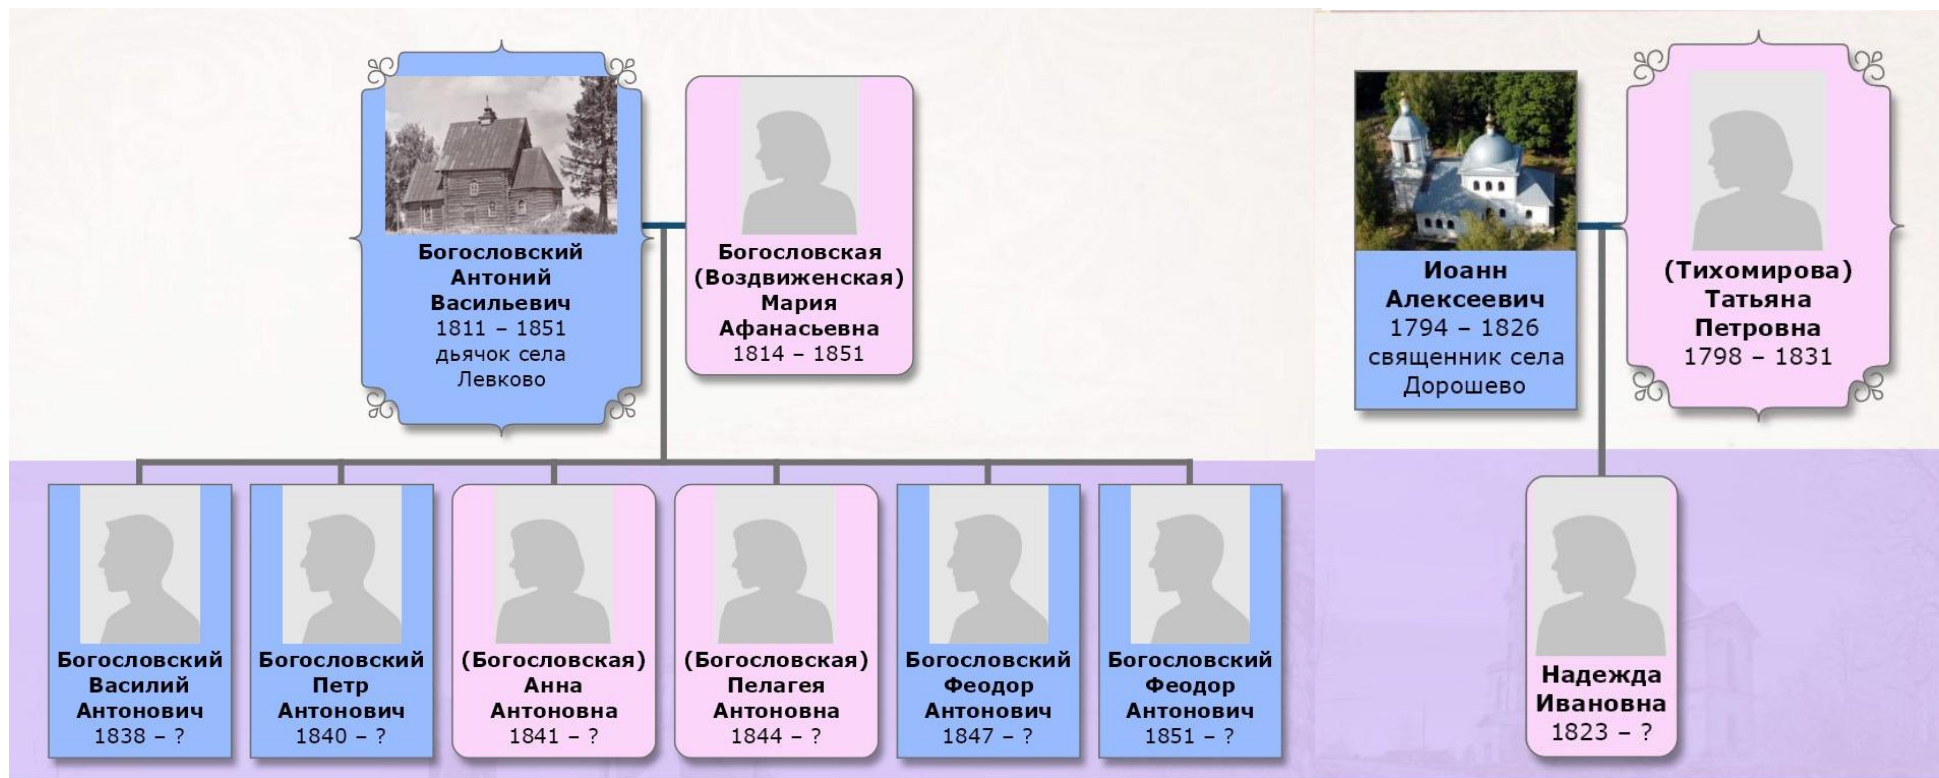 Богословский
Антоний
Васильевич
1811 – 1851
дьячок села
Левково
Богословская
(Воздвиженская)
Мария
Афанасьевна
1814 – 1851
Иоанн
Алексеевич
1794 – 1826
священник села
Дорошево
(Тихомирова)
Татьяна
Петровна
1798 – 1831
Богословский
Василий
Антонович
1838 – ?
Богословский
Петр
Антонович
1840 – ?
(Богословская)
Анна
Антоновна
1841 – ?
(Богословская)
Пелагея
Антоновна
1844 – ?
Богословский
Феодор
Антонович
1847 – ?
Богословский
Феодор
Антонович
1851 – ?
Надежда
Ивановна
1823 – ?